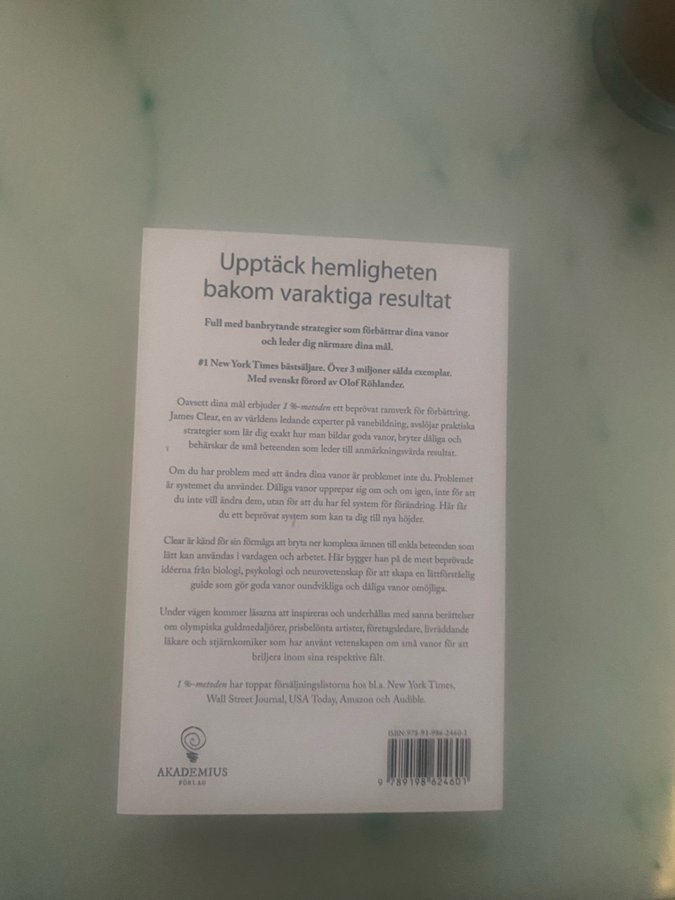 Upptäck hemligheten
bakom varaktiga resultat
Full med banbrytande strategier som förbättrar dina vanor
och leder dig närmare dina mål.
#1 New York Times bästsäljare. Över 3 miljoner sålda exemplar.
Med svenskt förord av Olof Röhlander.
Oavsett dina mål erbjuder 1 %-metoden ett beprövat ramverk för förbättring.
James Clear, en av världens ledande experter på vanebildning, avslöjar praktiska
strategier som lär dig exakt hur man bildar goda vanor, bryter dåliga och
behärskar de små beteenden som leder till anmärkningsvärda resultat.
Om du har problem med att ändra dina vanor är problemet inte du. Problemet
är systemet du använder. Dåliga vanor upprepar sig om och om igen, inte för att
du inte vill ändra dem, utan för att du har fel system för förändring. Här får
du ett beprövat system som kan ta dig till nya höjder.
Clear är känd för sin förmåga att bryta ner komplexa ämnen till enkla beteenden som
lätt kan användas i vardagen och arbetet. Här bygger han på de mest beprövade
idéerna från biologi, psykologi och neurovetenskap för att skapa en lättförståelig
guide som gör goda vanor oundvikliga och dåliga vanor omöjliga.
Under vägen kommer läsarna att inspireras och underhållas med sanna berättelser
om olympiska guldmedaljörer, prisbelönta artister, företagsledare, livräddande
läkare och stjärnkomiker som har använt vetenskapen om små vanor för att
briljera inom sina respektive fält.
1 %-metoden har toppat försäljningslistorna hos bl.a. New York Times,
Wall Street Journal, USA Today, Amazon och Audible.
AKADEMIUS
FÖRLAG
ISBN: 978-91-986-2460-1
9 789198 624601